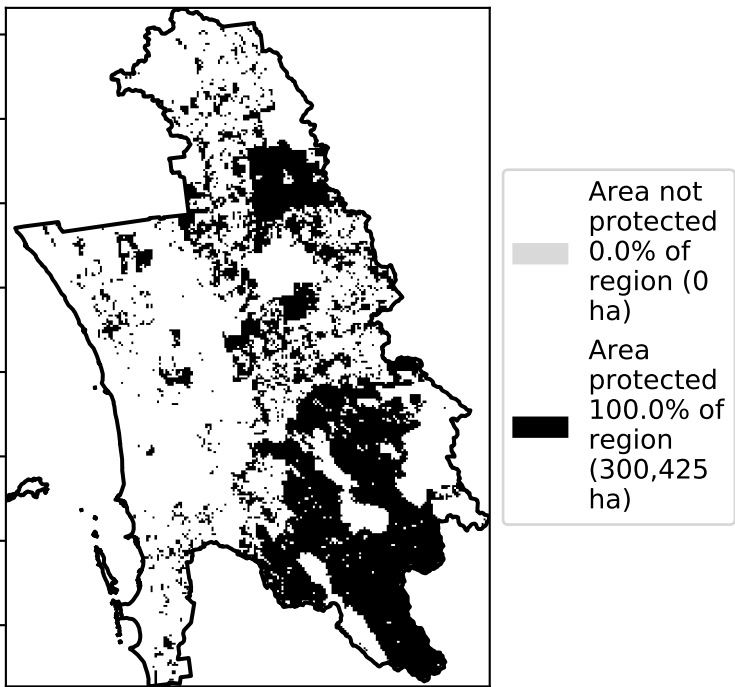 Area not
protected
0.0% of
region (0
ha)
Area
protected
100.0% of
region
(300,425
ha)